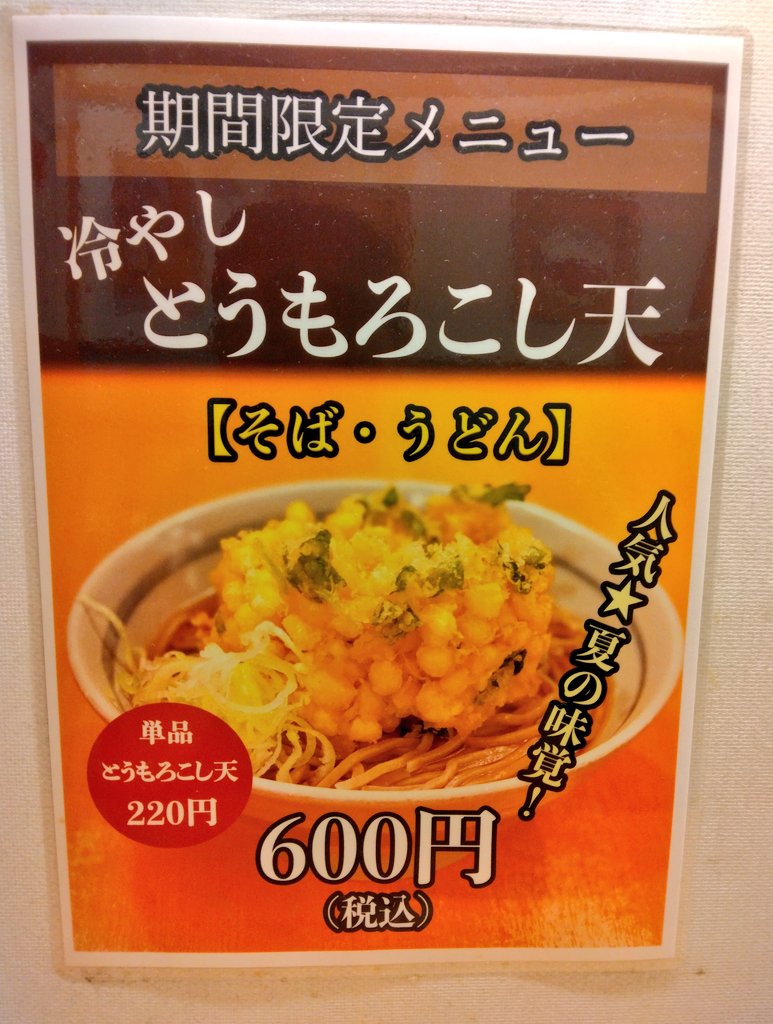 期間限定メニュー
冷やし
とうもろこし天
【そば・うどん】
人気★夏の味覚!
単品
とうもろこし天
220円
600円
(税込)